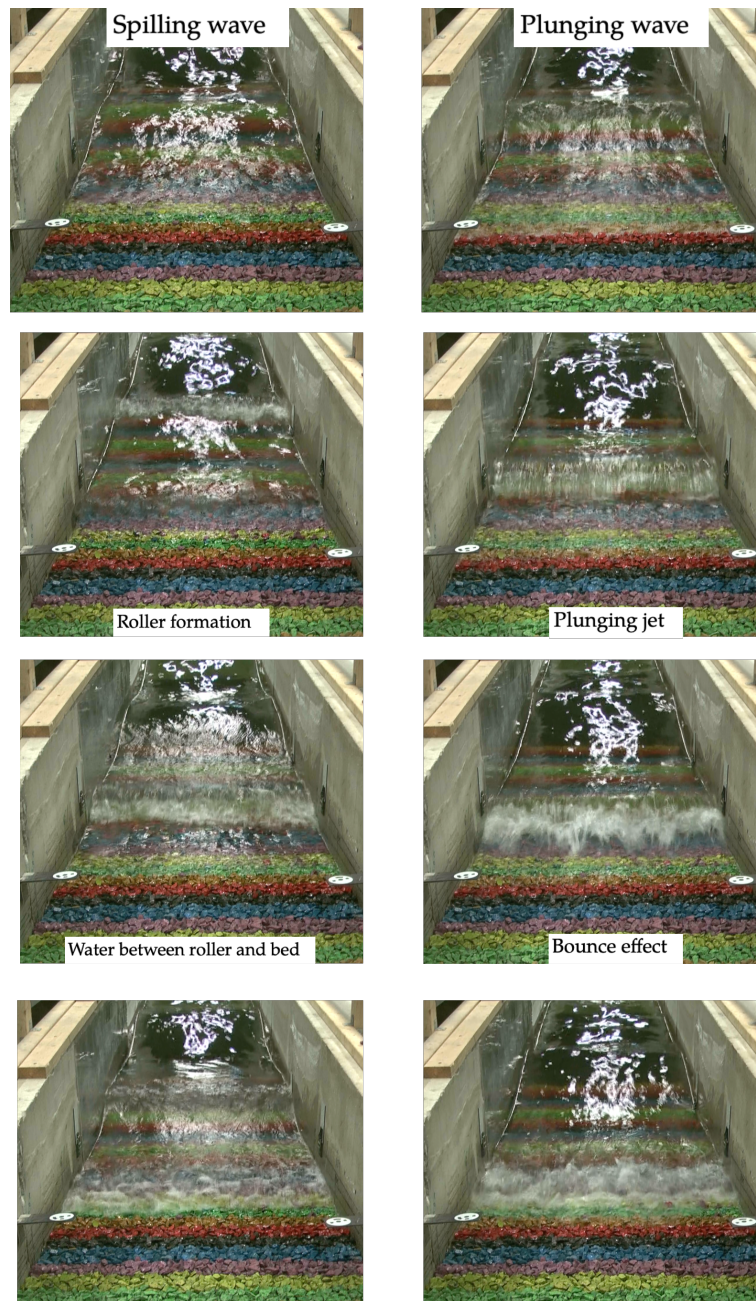 Spilling wave
Plunging wave
Roller formation
Plunging jet
Water between roller and bed
Bounce effect